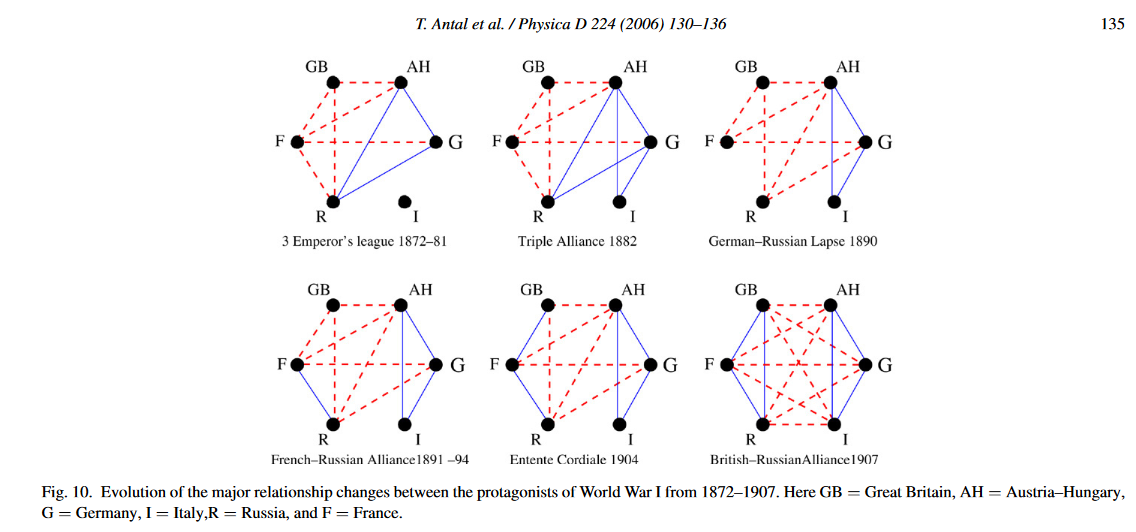 T. Antal et al. / Physica D 224 (2006) 130–136
135
GB AH GB AH GB AH
F G F G F G
R I R I R I
3 Emperor's league 1872–81 Triple Alliance 1882 German–Russian Lapse 1890
GB AH GB AH GB AH
F G F G F G
R I R I R I
French–Russian Alliance1891 –94 Entente Cordiale 1904 British–RussianAlliance1907
Fig. 10. Evolution of the major relationship changes between the protagonists of World War I from 1872–1907. Here GB = Great Britain, AH = Austria–Hungary,
G = Germany, I = Italy,R = Russia, and F = France.